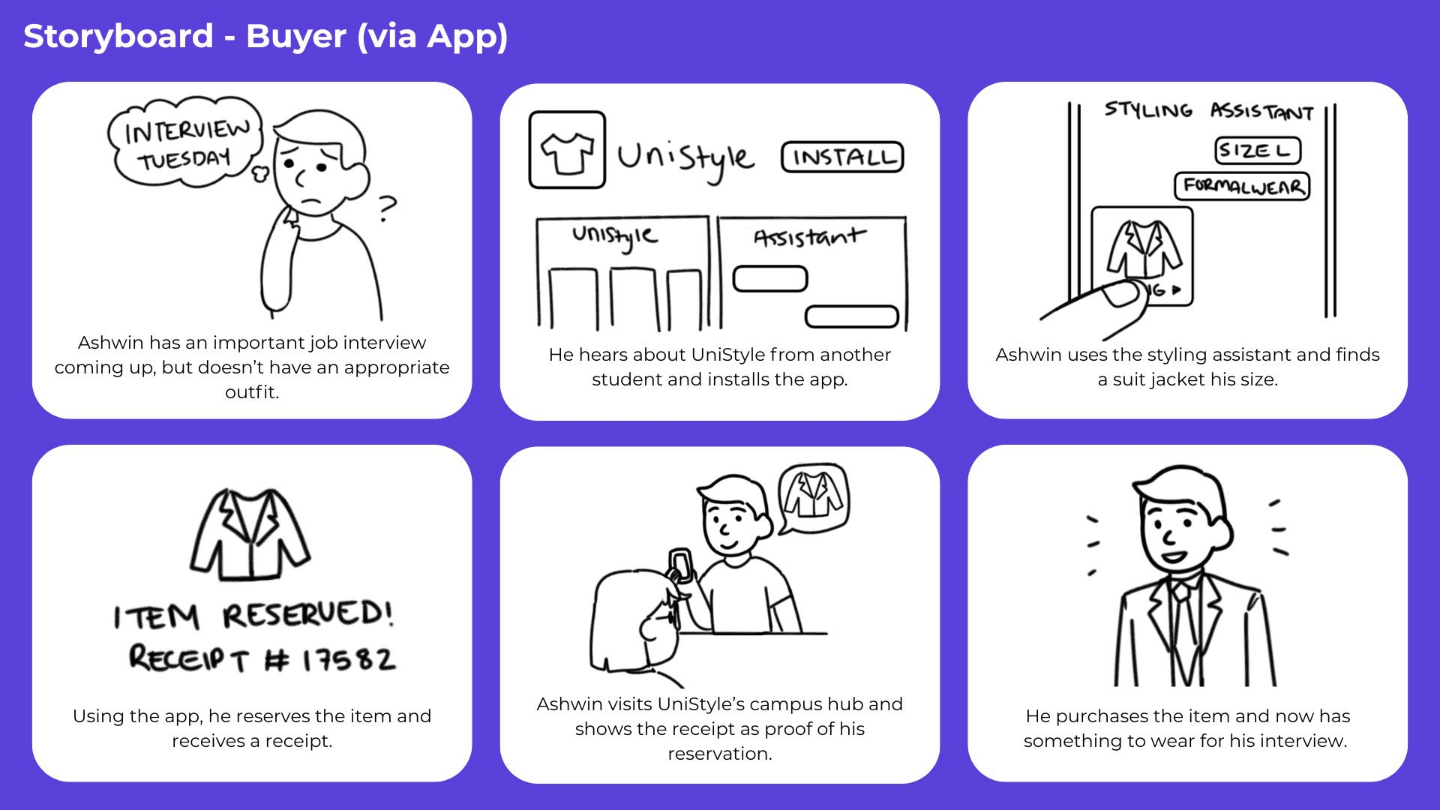 Storyboard - Buyer (via App)
INTERVIEW
TUESDAY
?
Ashwin has an important job interview
coming up, but doesn’t have an appropriate
outfit.
UniStyle
INSTALL
UniStyle
Assistant
He hears about UniStyle from another
student and installs the app.
STYLING ASSISTANT
SIZE L
FORMALWEAR
Ashwin uses the styling assistant and finds
a suit jacket his size.
ITEM RESERVED!
RECEIPT # 17582
Using the app, he reserves the item and
receives a receipt.
Ashwin visits UniStyle’s campus hub and
shows the receipt as proof of his
reservation.
He purchases the item and now has
something to wear for his interview.